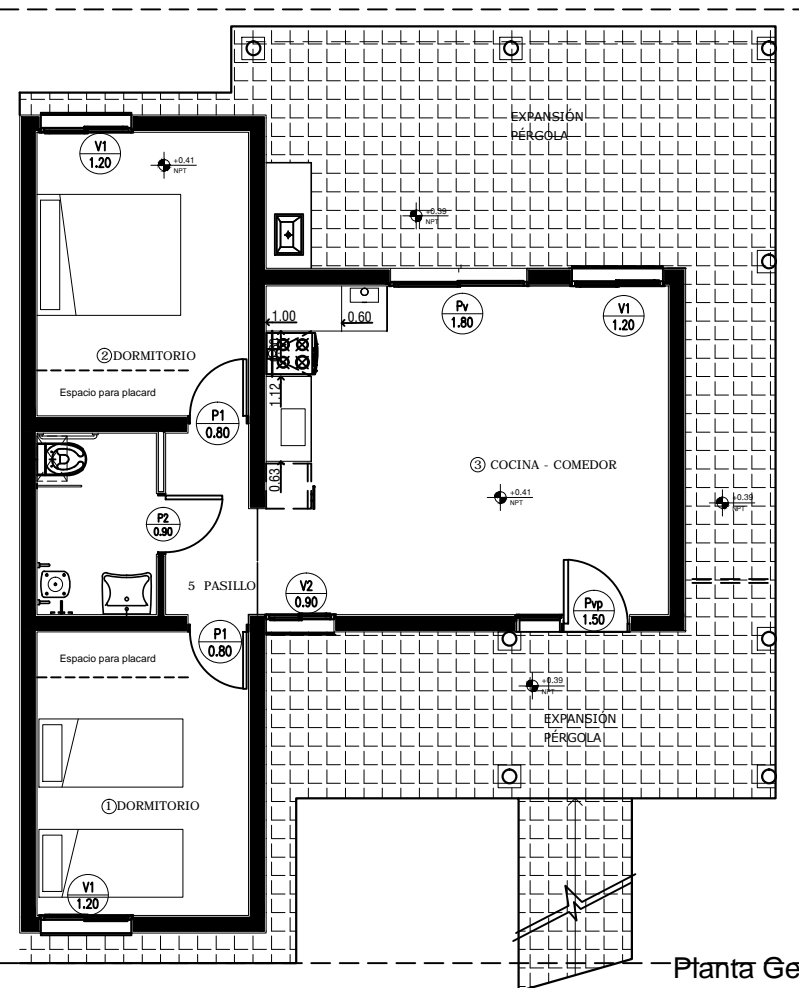 EXPANSIÓN
PÉRGOLA
V1
1.20
+0.41
NPT
+0.39
NPT
1.00
0.60
Pv
1.80
V1
1.20
②DORMITORIO
Espacio para placard
1.12
P1
0.80
0.63
③ COCINA - COMEDOR
+0.41
NPT
+0.39
NPT
P2
0.90
5 PASILLO
V2
0.90
Pvp
1.50
P1
0.80
Espacio para placard
+0.39
NPT
EXPANSIÓN
PÉRGOLA
①DORMITORIO
V1
1.20
Planta Ge